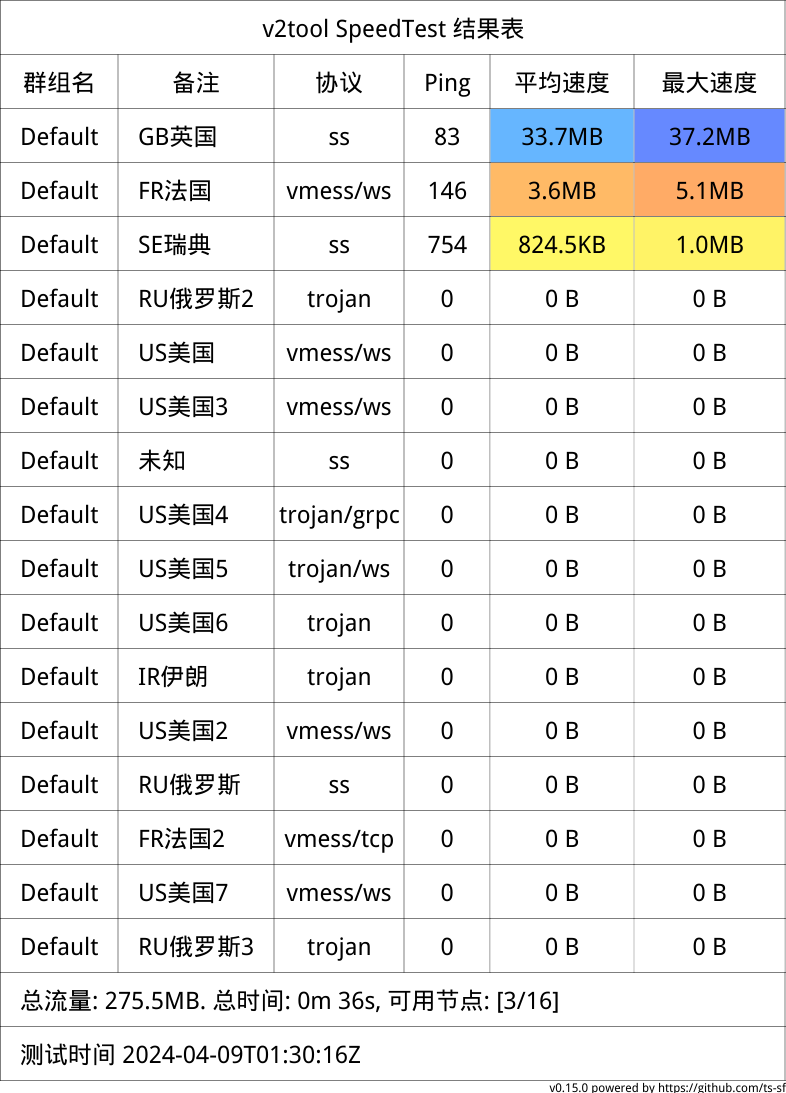 v2tool SpeedTest 结果表
群组名 备注 协议 Ping 平均速度 最大速度
Default GB英国 ss 83 33.7MB 37.2MB
Default FR法国 vmess/ws 146 3.6MB 5.1MB
Default SE瑞典 ss 754 824.5KB 1.0MB
Default RU俄罗斯2 trojan 0 0 B 0 B
Default US美国 vmess/ws 0 0 B 0 B
Default US美国3 vmess/ws 0 0 B 0 B
Default 未知 ss 0 0 B 0 B
Default US美国4 trojan/grpc 0 0 B 0 B
Default US美国5 trojan/ws 0 0 B 0 B
Default US美国6 trojan 0 0 B 0 B
Default IR伊朗 trojan 0 0 B 0 B
Default US美国2 vmess/ws 0 0 B 0 B
Default RU俄罗斯 ss 0 0 B 0 B
Default FR法国2 vmess/tcp 0 0 B 0 B
Default US美国7 vmess/ws 0 0 B 0 B
Default RU俄罗斯3 trojan 0 0 B 0 B
总流量: 275.5MB. 总时间: 0m 36s, 可用节点: [3/16]
测试时间 2024-04-09T01:30:16Z
v0.15.0 powered by https://github.com/ts-sf